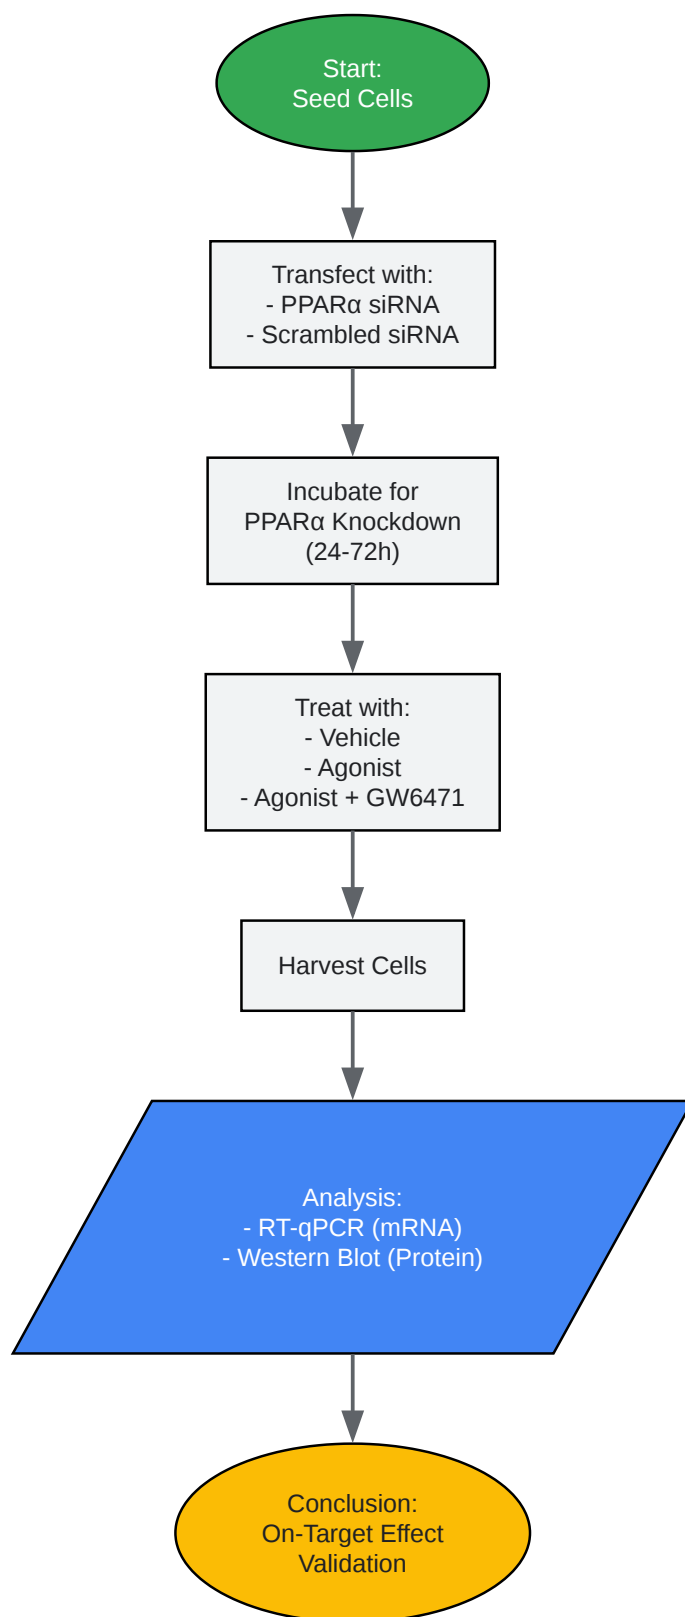 Start:
Seed Cells
Transfect with:
- PPARα siRNA
- Scrambled siRNA
Incubate for
PPARα Knockdown
(24-72h)
Treat with:
- Vehicle
- Agonist
- Agonist + GW6471
Harvest Cells
Analysis:
- RT-qPCR (mRNA)
- Western Blot (Protein)
Conclusion:
On-Target Effect
Validation